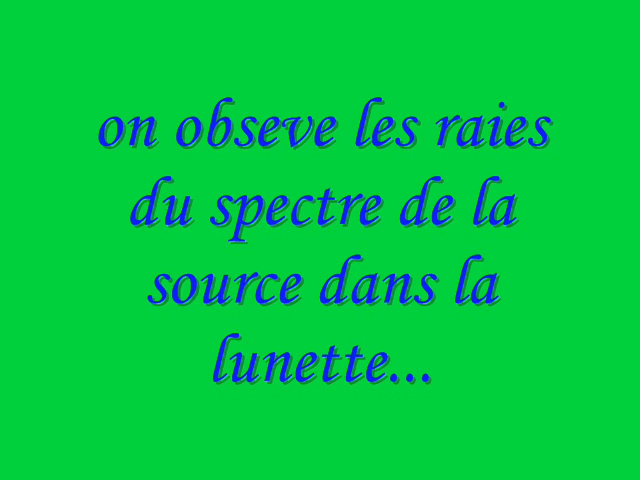 on obseve les raies
du spectre de la
source dans la
lunette...